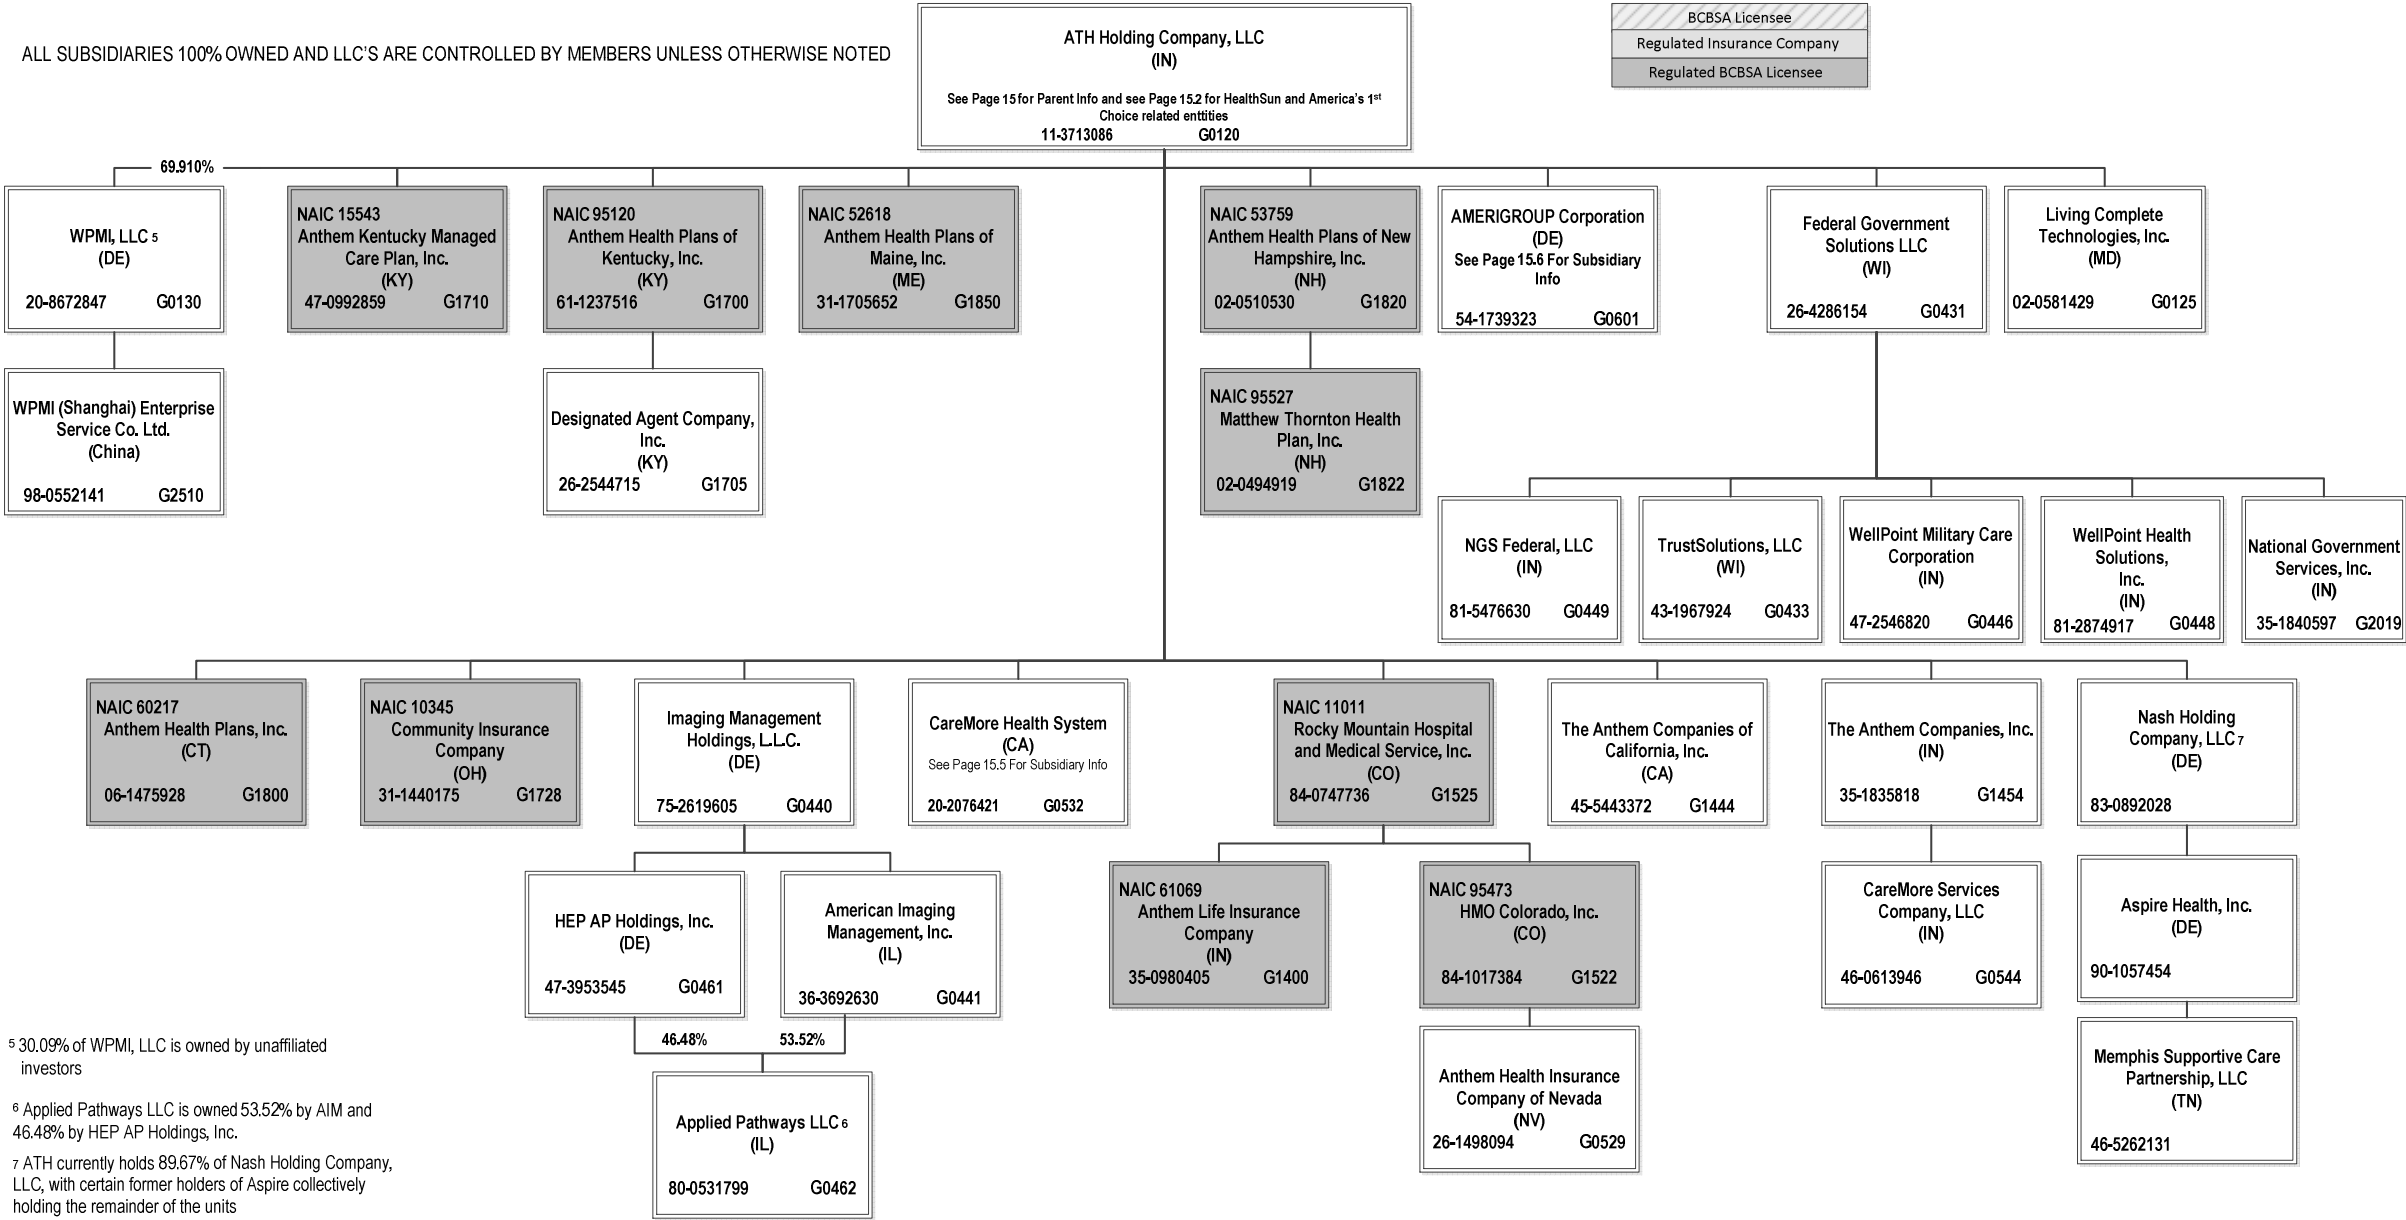 ALL SUBSIDIARIES 100% OWNED AND LLC'S ARE CONTROLLED BY MEMBERS UNLESS OTHERWISE NOTED
ATH Holding Company, LLC
(IN)
See Page 15 for Parent Info and see Page 15.2 for HealthSun and America's 1st
Choice related enttities
11-3713086 G0120
BCBSA Licensee
Regulated Insurance Company
Regulated BCBSA Licensee
69.910%
WPMI, LLC 5
(DE)
20-8672847 G0130
NAIC 15543
Anthem Kentucky Managed
Care Plan, Inc.
(KY)
47-0992859 G1710
NAIC 95120
Anthem Health Plans of
Kentucky, Inc.
(KY)
61-1237516 G1700
NAIC 52618
Anthem Health Plans of
Maine, Inc.
(ME)
31-1705652 G1850
NAIC 53759
Anthem Health Plans of New
Hampshire, Inc.
(NH)
02-0510530 G1820
AMERIGROUP Corporation
(DE)
See Page 15.6 For Subsidiary
Info
54-1739323 G0601
Federal Government
Solutions LLC
(WI)
26-4286154 G0431
Living Complete
Technologies, Inc.
(MD)
02-0581429 G0125
WPMI (Shanghai) Enterprise
Service Co. Ltd.
(China)
98-0552141 G2510
Designated Agent Company,
Inc.
(KY)
26-2544715 G1705
NAIC 95527
Matthew Thornton Health
Plan, Inc.
(NH)
02-0494919 G1822
NGS Federal, LLC
(IN)
81-5476630 G0449
TrustSolutions, LLC
(WI)
43-1967924 G0433
WellPoint Military Care
Corporation
(IN)
47-2546820 G0446
WellPoint Health
Solutions,
Inc.
(IN)
81-2874917 G0448
National Government
Services, Inc.
(IN)
35-1840597 G2019
NAIC 60217
Anthem Health Plans, Inc.
(CT)
06-1475928 G1800
NAIC 10345
Community Insurance
Company
(OH)
31-1440175 G1728
Imaging Management
Holdings, L.L.C.
(DE)
75-2619605 G0440
CareMore Health System
(CA)
See Page 15.5 For Subsidiary Info
20-2076421 G0532
NAIC 11011
Rocky Mountain Hospital
and Medical Service, Inc.
(CO)
84-0747736 G1525
The Anthem Companies of
California, Inc.
(CA)
45-5443372 G1444
The Anthem Companies, Inc.
(IN)
35-1835818 G1454
Nash Holding
Company, LLC 7
(DE)
83-0892028
HEP AP Holdings, Inc.
(DE)
47-3953545 G0461
American Imaging
Management, Inc.
(IL)
36-3692630 G0441
NAIC 61069
Anthem Life Insurance
Company
(IN)
35-0980405 G1400
NAIC 95473
HMO Colorado, Inc.
(CO)
84-1017384 G1522
CareMore Services
Company, LLC
(IN)
46-0613946 G0544
Aspire Health, Inc.
(DE)
90-1057454
46.48% 53.52%
Applied Pathways LLC 6
(IL)
80-0531799 G0462
Anthem Health Insurance
Company of Nevada
(NV)
26-1498094 G0529
Memphis Supportive Care
Partnership, LLC
(TN)
46-5262131
5 30.09% of WPMI, LLC is owned by unaffiliated
investors
6 Applied Pathways LLC is owned 53.52% by AIM and
46.48% by HEP AP Holdings, Inc.
7 ATH currently holds 89.67% of Nash Holding Company,
LLC, with certain former holders of Aspire collectively
holding the remainder of the units